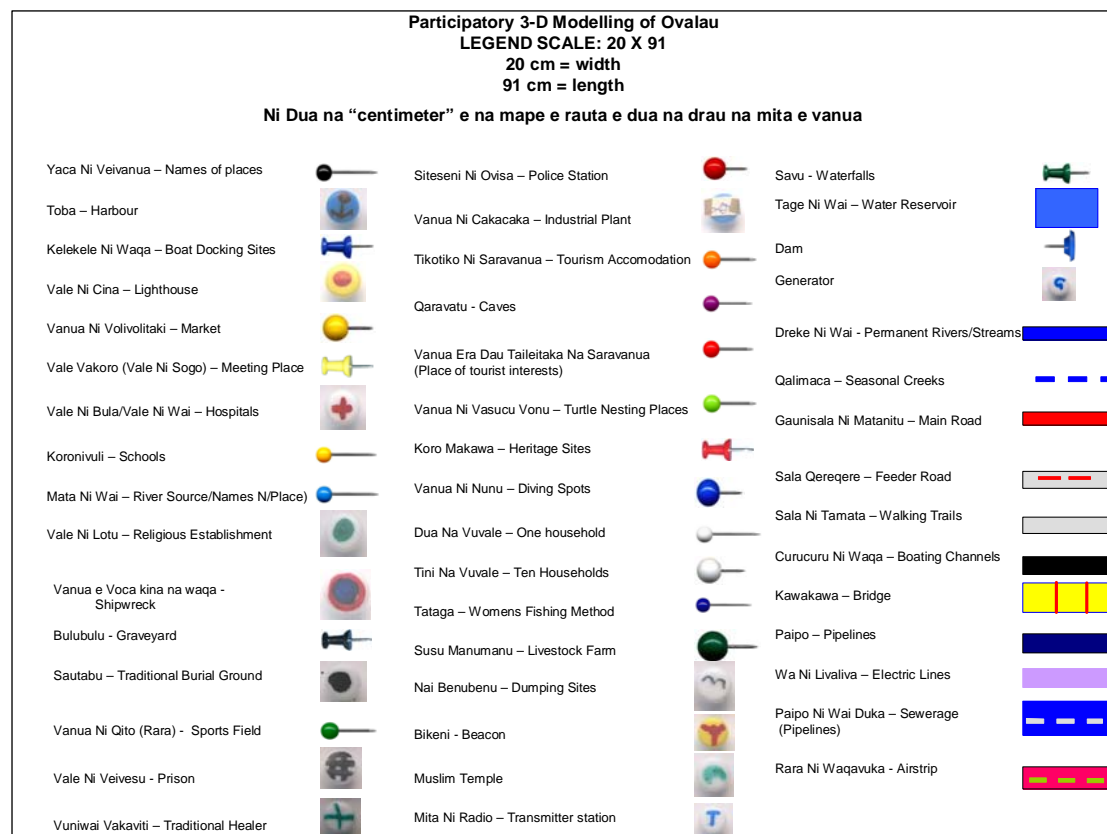 Participatory 3-D Modelling of Ovalau
LEGEND SCALE: 20 X 91
20 cm = width
91 cm = length
Ni Dua na “centimeter” e na mape e rauta e dua na drau na mita e vanua
Yaca Ni Veivanua – Names of places
Toba – Harbour
Kelekele Ni Waqa – Boat Docking Sites
Vale Ni Cina – Lighthouse
Vanua Ni Volivolitaki – Market
Vale Vakoro (Vale Ni Sogo) – Meeting Place
Vale Ni Bula/Vale Ni Wai – Hospitals
Koronivuli – Schools
Mata Ni Wai – River Source/Names N/Place)
Vale Ni Lotu – Religious Establishment
Vanua e Voca kina na waqa -
Shipwreck
Bulubulu - Graveyard
Sautabu – Traditional Burial Ground
Vanua Ni Qito (Rara) - Sports Field
Vale Ni Veivesu - Prison
Vuniwai Vakaviti – Traditional Healer
Siteseni Ni Ovisa – Police Station
Vanua Ni Cakacaka – Industrial Plant
Tikotiko Ni Saravanua – Tourism Accomodation
Qaravatu - Caves
Vanua Era Dau Taileitaka Na Saravanua
(Place of tourist interests)
Vanua Ni Vasucu Vonu – Turtle Nesting Places
Koro Makawa – Heritage Sites
Vanua Ni Nunu – Diving Spots
Dua Na Vuvale – One household
Tini Na Vuvale – Ten Households
Tataga – Womens Fishing Method
Susu Manumanu – Livestock Farm
Nai Benubenu – Dumping Sites
Bikeni - Beacon
Muslim Temple
Mita Ni Radio – Transmitter station
T
Savu - Waterfalls
Tage Ni Wai – Water Reservoir
Dam
Generator
Dreke Ni Wai - Permanent Rivers/Streams
Qalimaca – Seasonal Creeks
Gaunisala Ni Matanitu – Main Road
Sala Qereqere – Feeder Road
Sala Ni Tamata – Walking Trails
Curucuru Ni Waqa – Boating Channels
Kawakawa – Bridge
Paipo – Pipelines
Wa Ni Livaliva – Electric Lines
Paipo Ni Wai Duka – Sewerage
(Pipelines)
Rara Ni Waqavuka - Airstrip